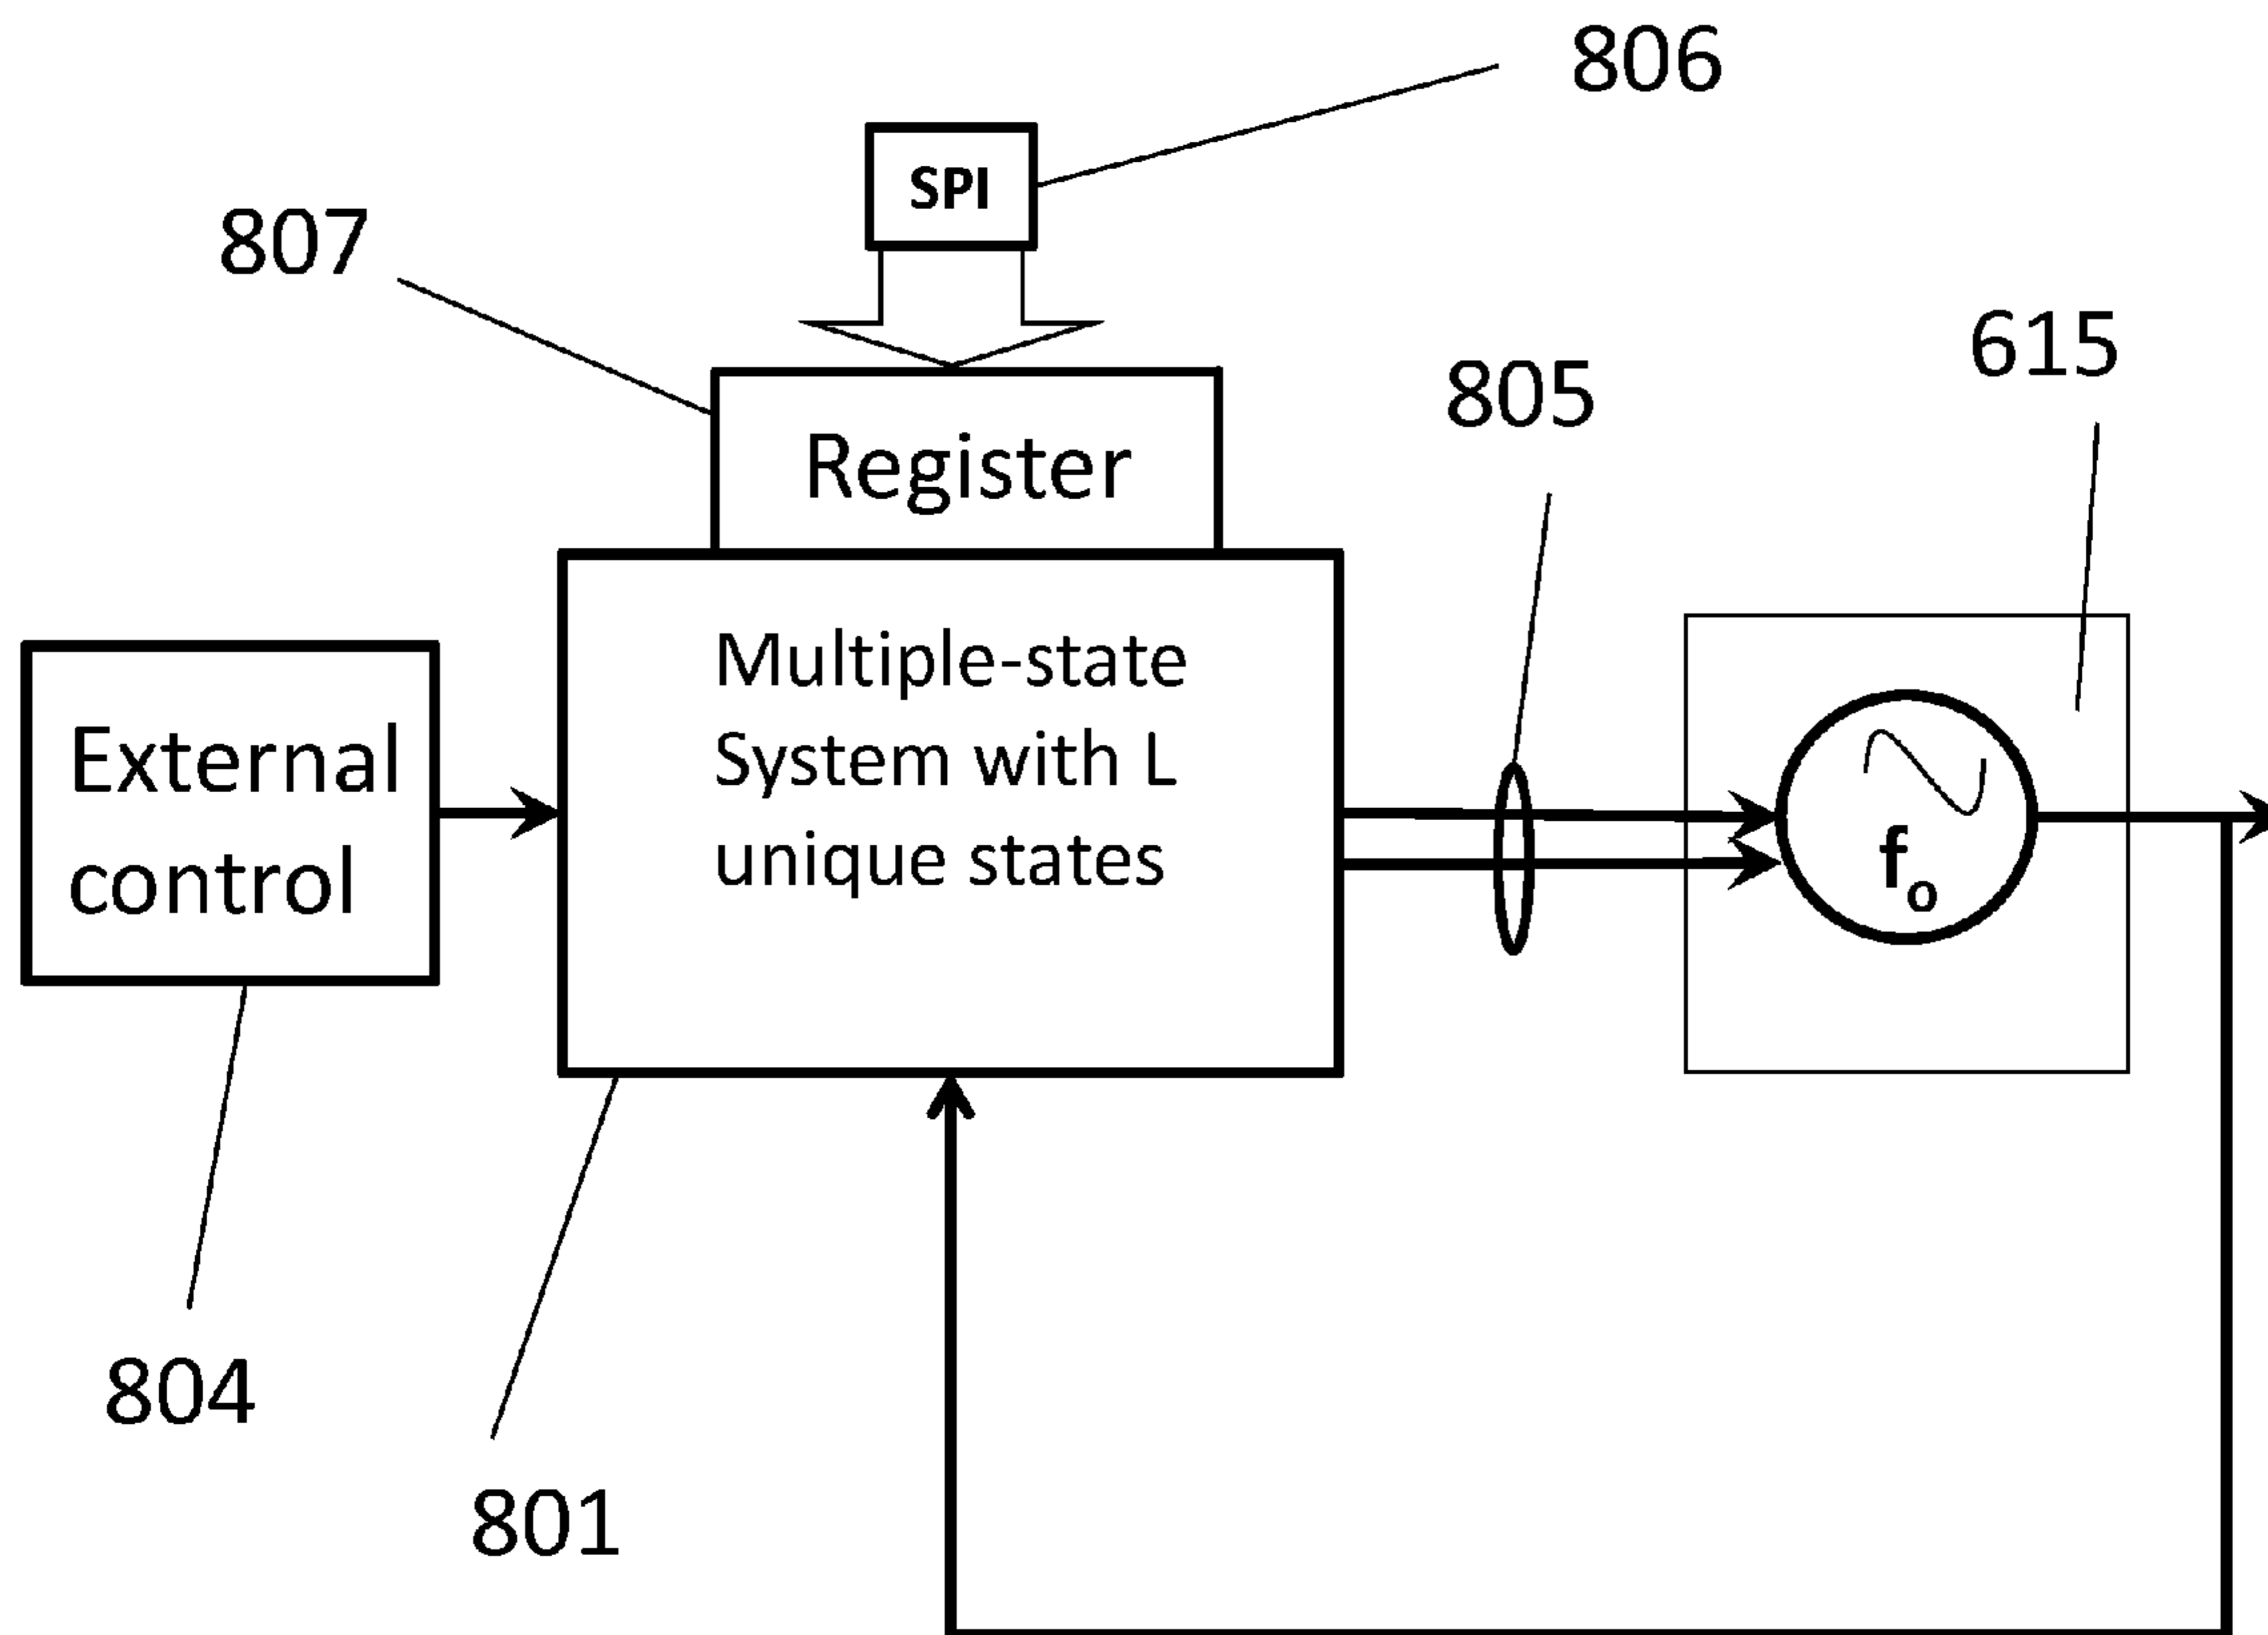 806
SPI
807
615
805
Register
Multiple-state
System with L
unique states
External
control
fo
804
801